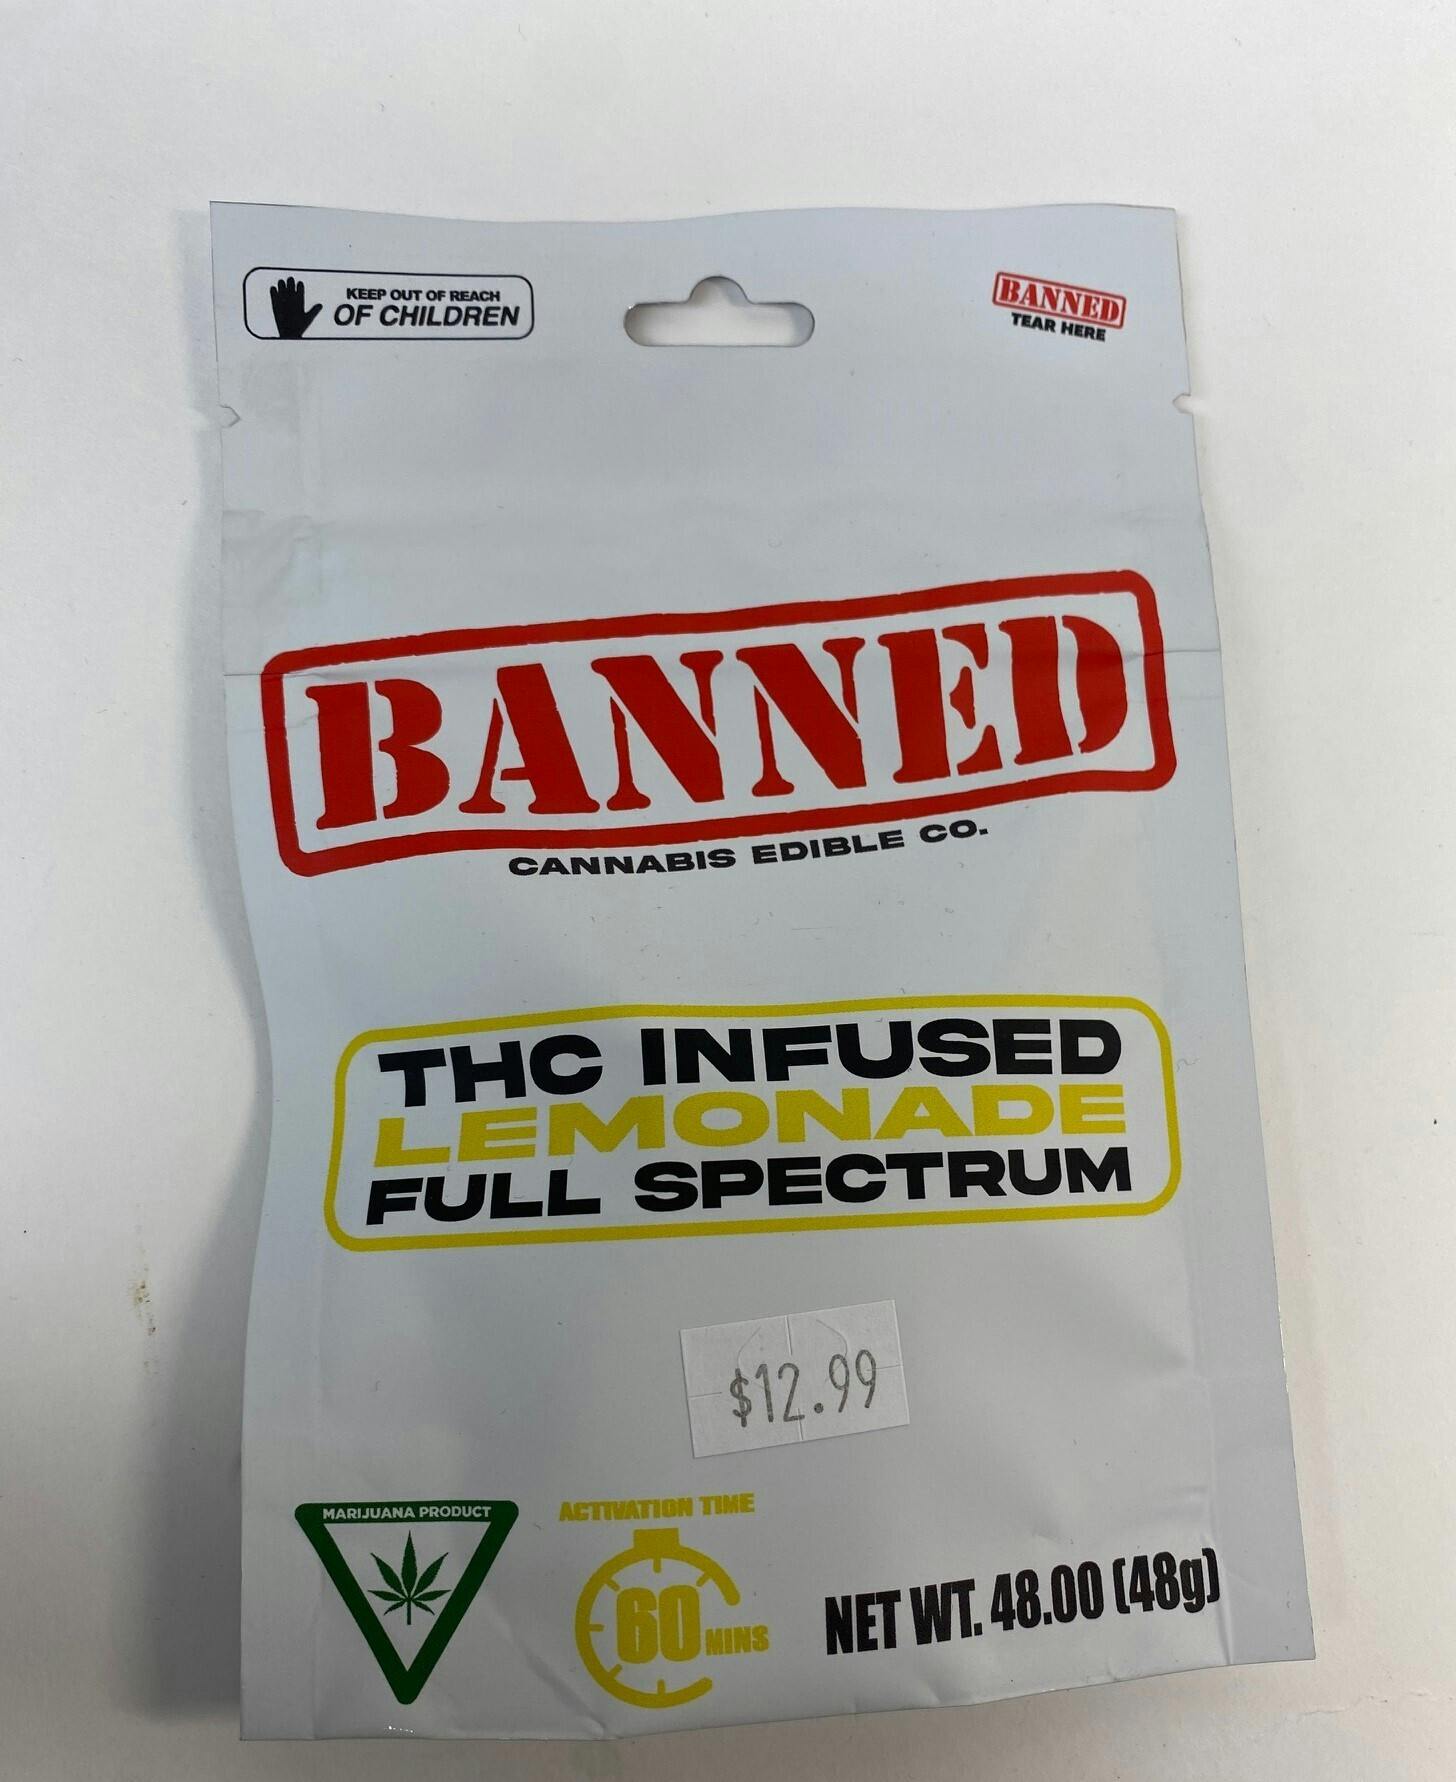 KEEP OUT OF REACH
OF CHILDREN
BANNED
TEAR HERE
BANNED
CANNABIS EDIBLE CO.
THC INFUSED
LEMONADE
FULL SPECTRUM
$12.99
MARIJUANA PRODUCT
ACTIVATION TIME
60 MINS
NET WT. 48.00 (48g)